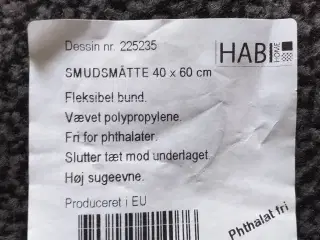 Dessin nr. 225235
HABI HOME
SMUDSMÅTTE 40 x 60 cm
Fleksibel bund.
Vævet polypropylene.
Fri for phthalater.
Slutter tæt mod underlaget
Høj sugeevne.
Produceret i EU
Phthalat fri